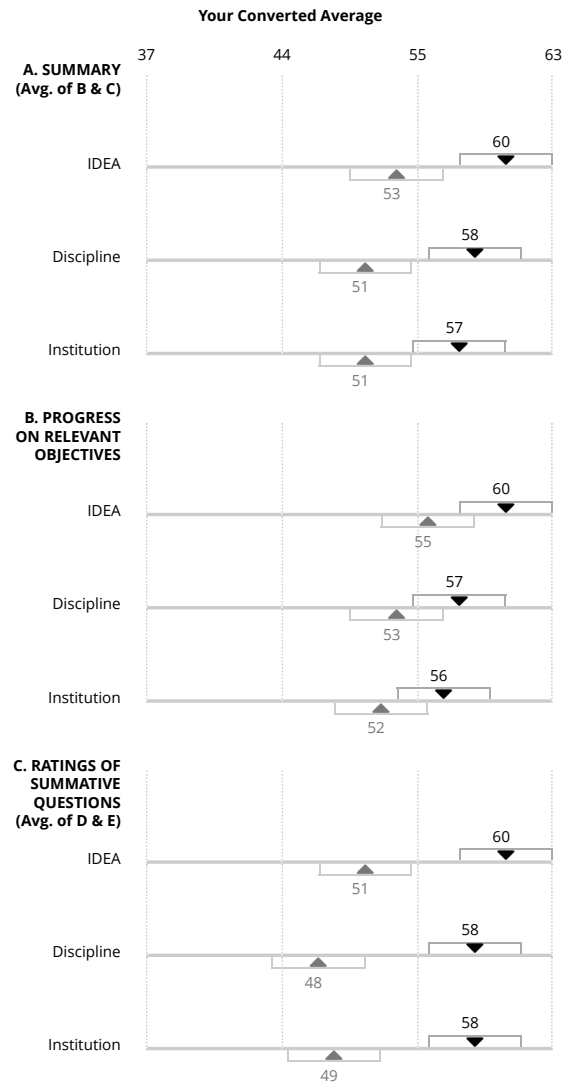 Your Converted Average
37 44 55 63
A. SUMMARY
(Avg. of B & C)
60
IDEA
53
58
Discipline
51
57
Institution
51
B. PROGRESS
ON RELEVANT
OBJECTIVES
60
IDEA
55
57
Discipline
53
56
Institution
52
C. RATINGS OF
SUMMATIVE
QUESTIONS
(Avg. of D & E)
60
IDEA
51
58
Discipline
48
58
Institution
49